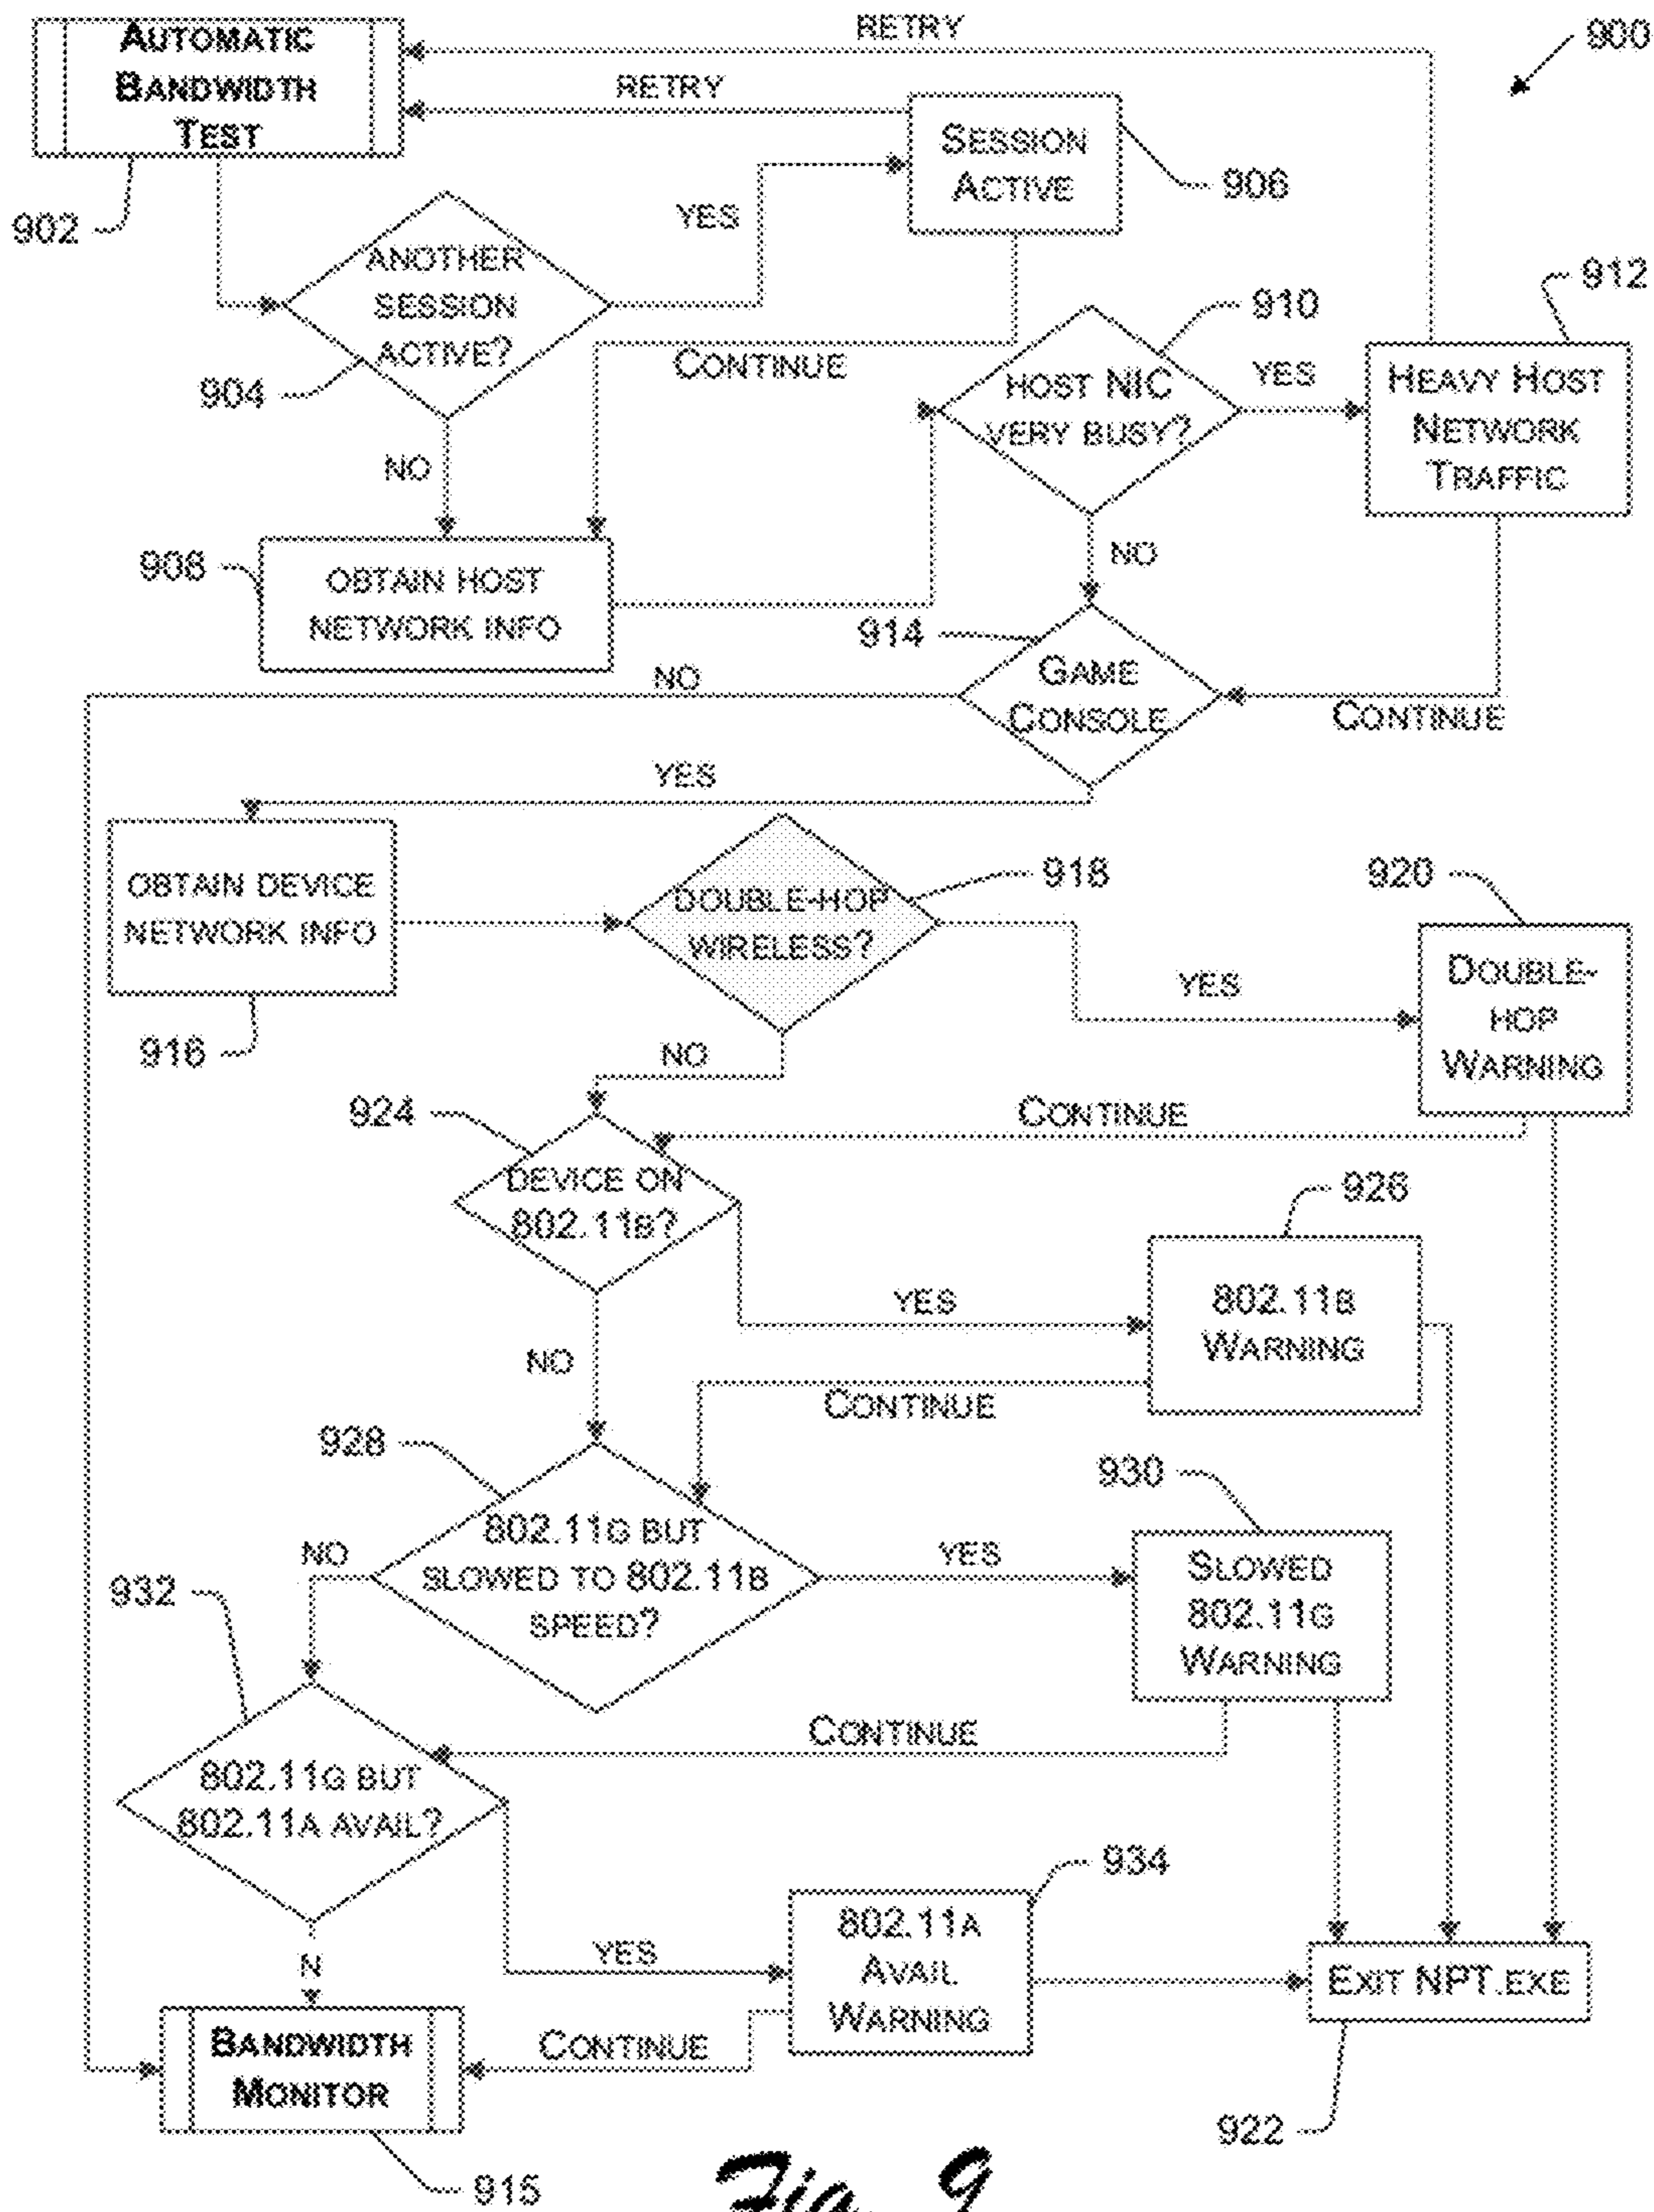 RETRY
900
AUTOMATIC
BANDWIDTH
TEST
RETRY
SESSION
ACTIVE
906
902
YES
ANOTHER
SESSION
ACTIVE?
904
CONTINUE
910
912
HOST NIC
VERY BUSY?
YES
HEAVY HOST
NETWORK
TRAFFIC
NO
NO
908
OBTAIN HOST
NETWORK INFO
914
GAME
CONSOLE
NO
CONTINUE
YES
OBTAIN DEVICE
NETWORK INFO
916
DOUBLE-HOP
WIRELESS?
918
920
YES
DOUBLE-
HOP
WARNING
NO
924
CONTINUE
DEVICE ON
802.11B?
926
YES
802.11B
WARNING
NO
CONTINUE
928
930
802.11G BUT
SLOWED TO 802.11B
SPEED?
NO
YES
SLOWED
802.11G
WARNING
932
CONTINUE
802.11G BUT
802.11A AVAIL?
934
YES
802.11A
AVAIL
WARNING
N
EXIT NPT.EXE
BANDWIDTH
MONITOR
CONTINUE
922
915
Fig. 9